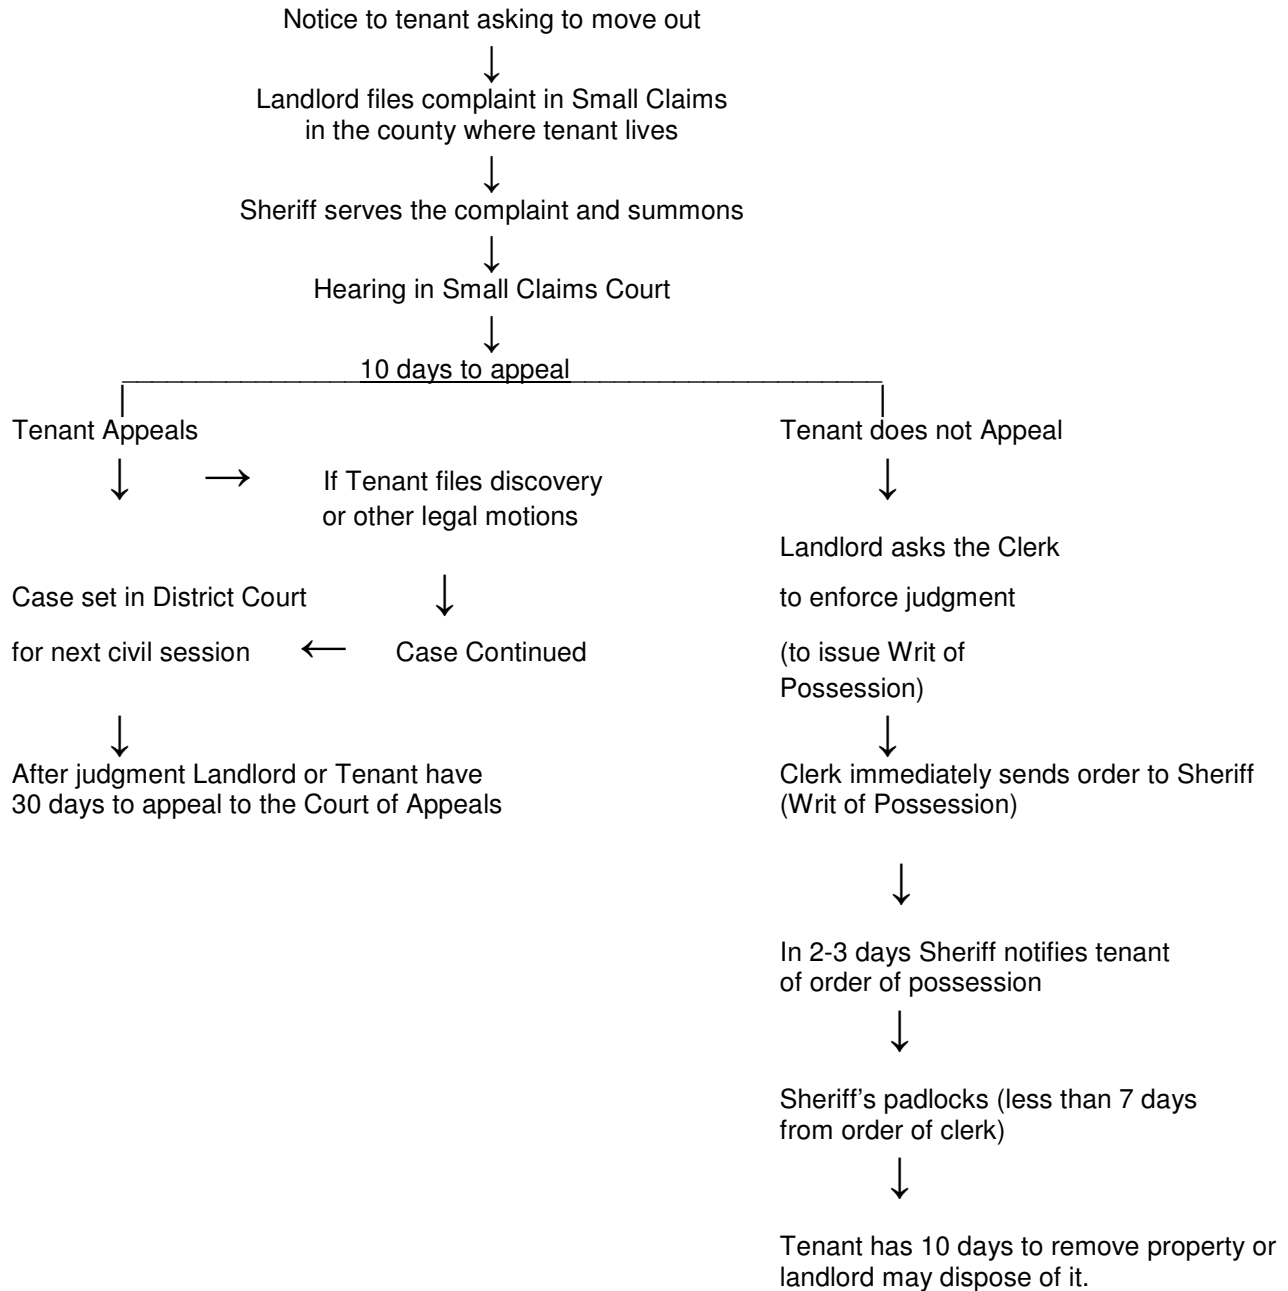 Notice to tenant asking to move out
↓
Landlord files complaint in Small Claims
in the county where tenant lives
↓
Sheriff serves the complaint and summons
↓
Hearing in Small Claims Court
↓
10 days to appeal
Tenant Appeals
↓ →
If Tenant files discovery
or other legal motions
↓
Case set in District Court
for next civil session ← Case Continued
↓
After judgment Landlord or Tenant have
30 days to appeal to the Court of Appeals
Tenant does not Appeal
↓
Landlord asks the Clerk
to enforce judgment
(to issue Writ of
Possession)
↓
Clerk immediately sends order to Sheriff
(Writ of Possession)
↓
In 2-3 days Sheriff notifies tenant
of order of possession
↓
Sheriff’s padlocks (less than 7 days
from order of clerk)
↓
Tenant has 10 days to remove property or
landlord may dispose of it.